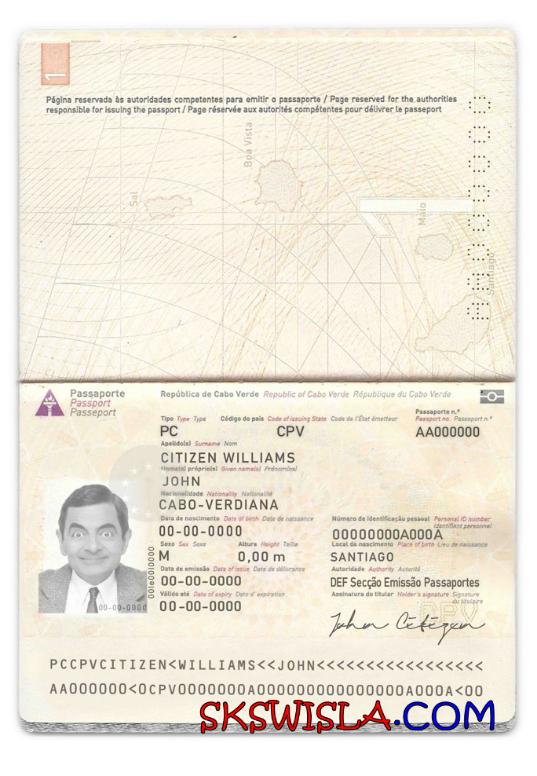 1
Página reservada às autoridades competentes para emitir o passaporte / Page reserved for the authorities
responsible for issuing the passport / Page réservée aux autorités compétentes pour délivrer le passeport
Boa Vista
Sal
Maio
Santiago
1
AA000000
Passaporte
Passport
Passeport
República de Cabo Verde Republic of Cabo Verde République du Cabo Verde
Tipo Type Type Código do país Code of issuing State Code de l'État émetteur Passaporte n.º
Passport no. Passeport n.º
PC CPV AA000000
Apelido(s) Surname Nom
CITIZEN WILLIAMS
Nome(s) próprio(s) Given name(s) Prénom(s)
JOHN
Nacionalidade Nationality Nationalité
CABO-VERDIANA
Data de nascimento Date of birth Date de naissance Número de identificação pessoal Personal ID number
Identifiant personnel
00-00-0000 00000000A000A
Sexo Sex Sexe Altura Height Taille Local de nascimento Place of birth Lieu de naissance
M 0,00 m SANTIAGO
Data de emissão Date of issue Date de délivrance Autoridade Authority Autorité
00-00-0000 DEF Secção Emissão Passaportes
Válido até Date of expiry Date d' expiration Assinatura do titular Holder's signature Signature
du titulaire
00-00-0000
00-00-0000
John Citizen
CPV
PCCPVCITIZEN<WILLIAMS<<JOHN<<<<<<<<<<<<<<<<<
SKSWISLA.COM